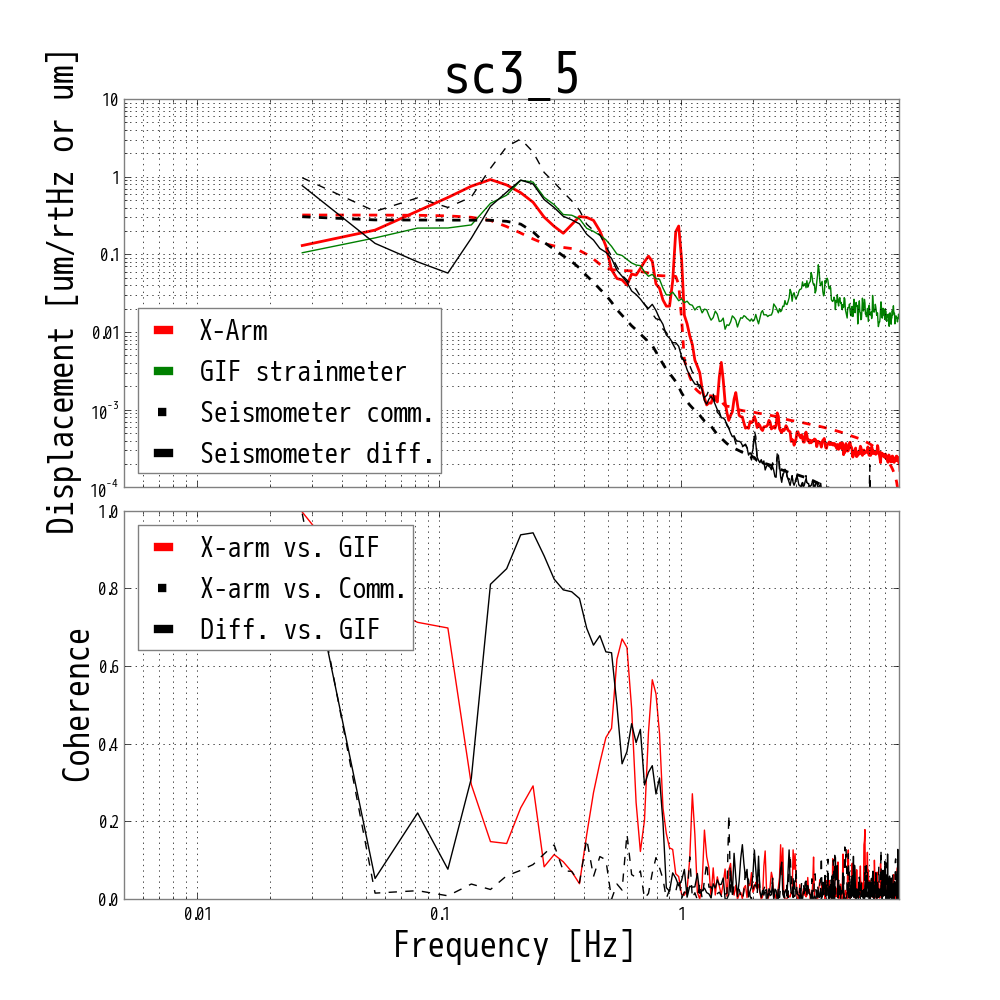 sc3_5
Displacement [um/rtHz or um]
10
1
0.1
0.01
10^-3
10^-4
X-Arm
GIF strainmeter
Seismometer comm.
Seismometer diff.
Coherence
1.0
0.8
0.6
0.4
0.2
0.0
X-arm vs. GIF
X-arm vs. Comm.
Diff. vs. GIF
0.01 0.1 1
Frequency [Hz]